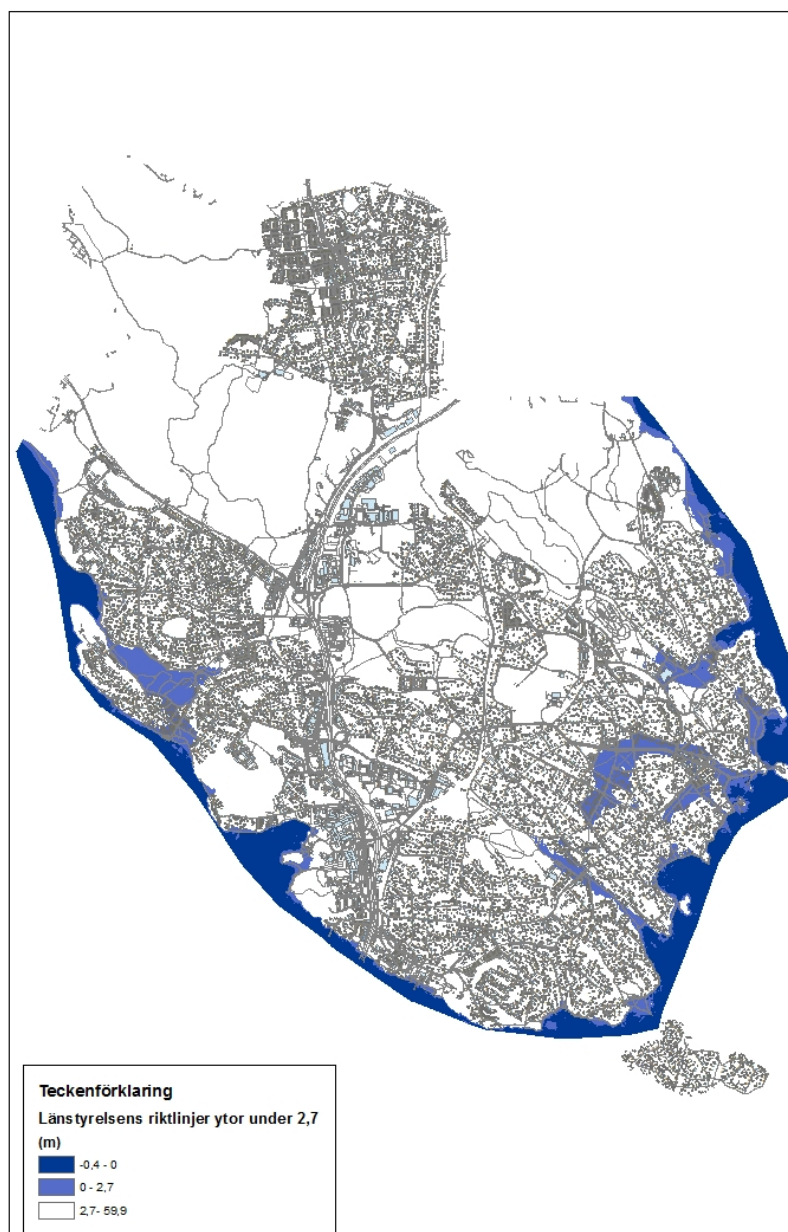 Teckenförklaring
Länstyrelsens riktlinjer ytor under 2,7
(m)
-0,4 - 0
0 - 2,7
2,7- 59,9